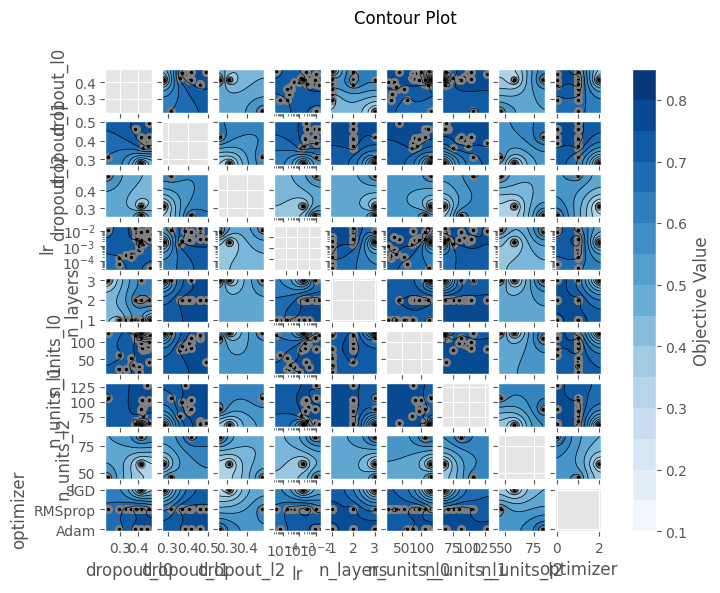 Contour Plot
dropout_l0
0.4
0.3
dropout_l1
0.5
0.4
0.3
dropout_l2
0.4
0.3
lr
10⁻²
10⁻³
10⁻⁴
n_layers
3
2
1
n_units_l0
100
50
n_units_l1
125
100
75
n_units_l2
75
50
optimizer
SGD
RMSprop
Adam
0.3 0.4
0.3 0.4 0.5
0.3 0.4
10⁻²
1 2 3
50 100
75 100 125
50 75
0 2
dropout_l0 dropout_l1 dropout_l2 lr n_layers n_units_l0 n_units_l1 n_units_l2 optimizer
0.8
0.7
0.6
0.5
0.4
0.3
0.2
0.1
Objective Value